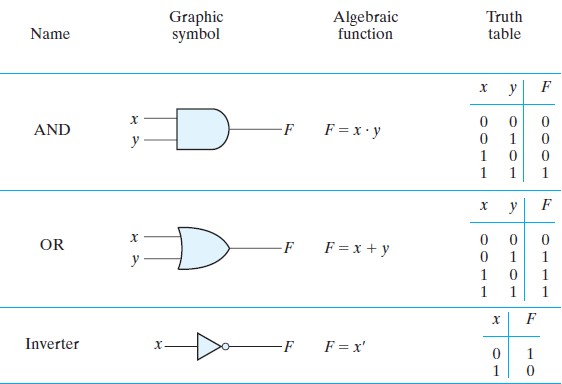 Name Graphic symbol Algebraic function Truth table
x y F
AND x y F F = x · y
0 0 0
0 1 0
1 0 0
1 1 1
x y F
OR x y F F = x + y
0 0 0
0 1 1
1 0 1
1 1 1
x F
Inverter x F F = x′
0 1
1 0